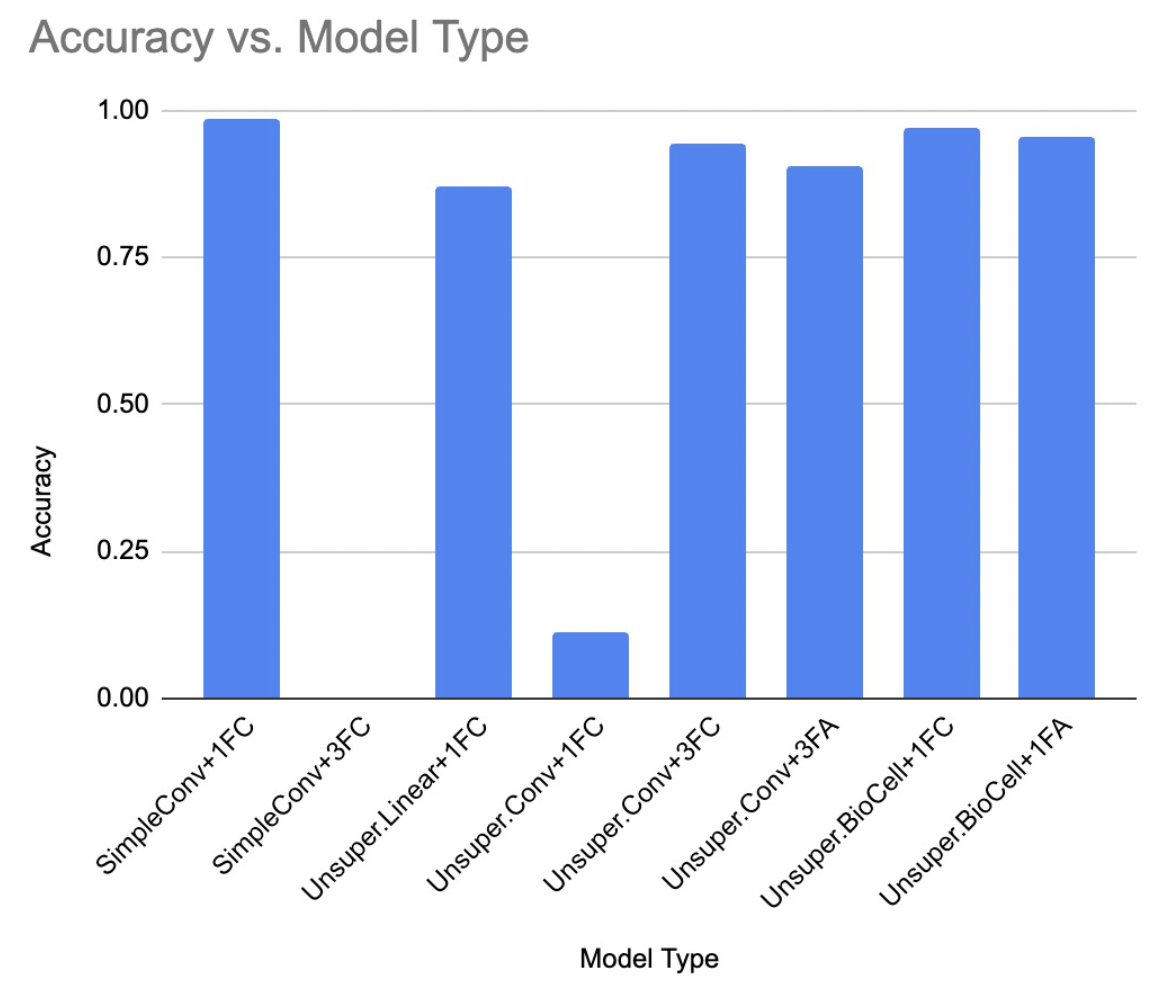 Accuracy vs. Model Type
1.00
0.75
0.50
0.25
0.00
Accuracy
SimpleConv+1FC
SimpleConv+3FC
Unsuper.Linear+1FC
Unsuper.Conv+1FC
Unsuper.Conv+3FC
Unsuper.Conv+3FA
Unsuper.BioCell+1FC
Unsuper.BioCell+1FA
Model Type